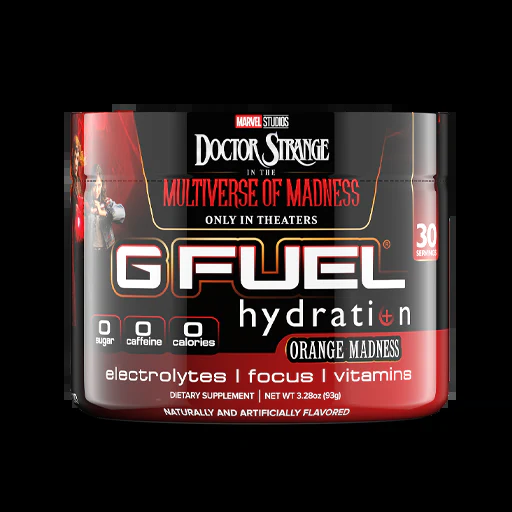 MARVEL STUDIOS
DOCTOR STRANGE
IN THE
MULTIVERSE OF MADNESS
ONLY IN THEATERS
30
SERVINGS
G FUEL®
hydration
0 sugar 0 caffeine 0 calories
ORANGE MADNESS
electrolytes | focus | vitamins
DIETARY SUPPLEMENT | NET WT 3.28oz (93g)
NATURALLY AND ARTIFICIALLY FLAVORED